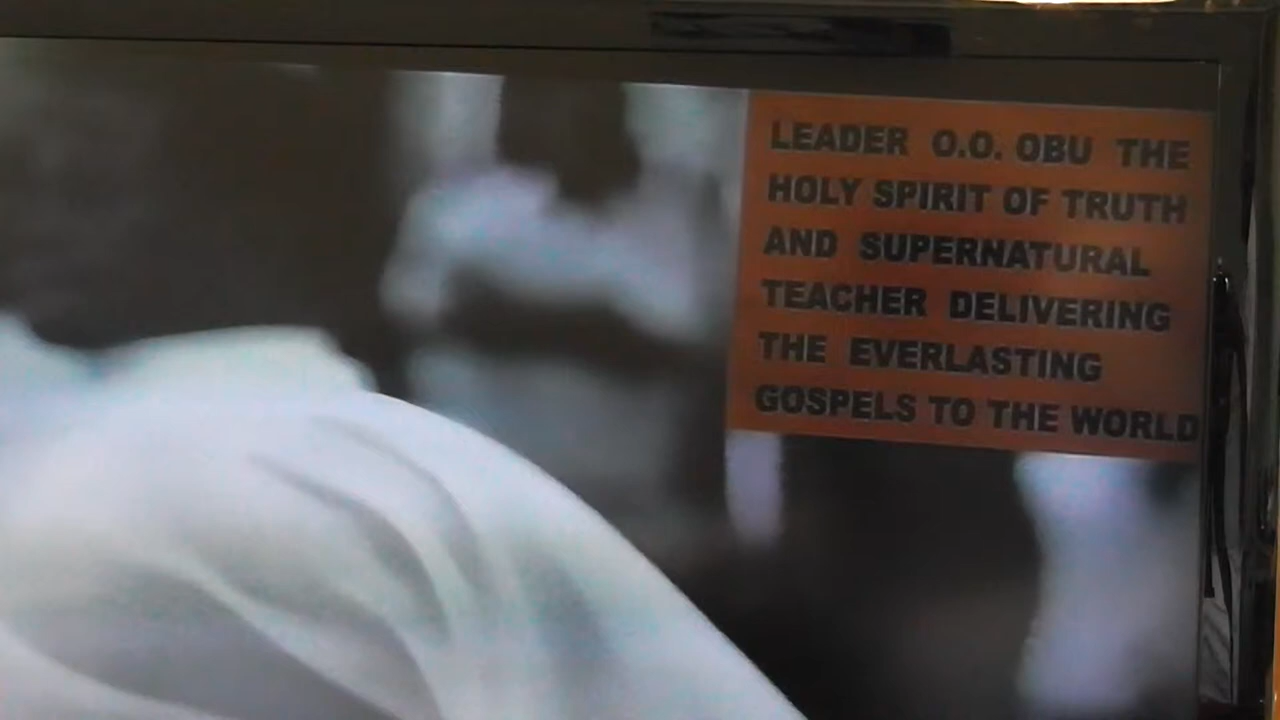 LEADER O.O. OBU THE
HOLY SPIRIT OF TRUTH
AND SUPERNATURAL
TEACHER DELIVERING
THE EVERLASTING
GOSPELS TO THE WORLD